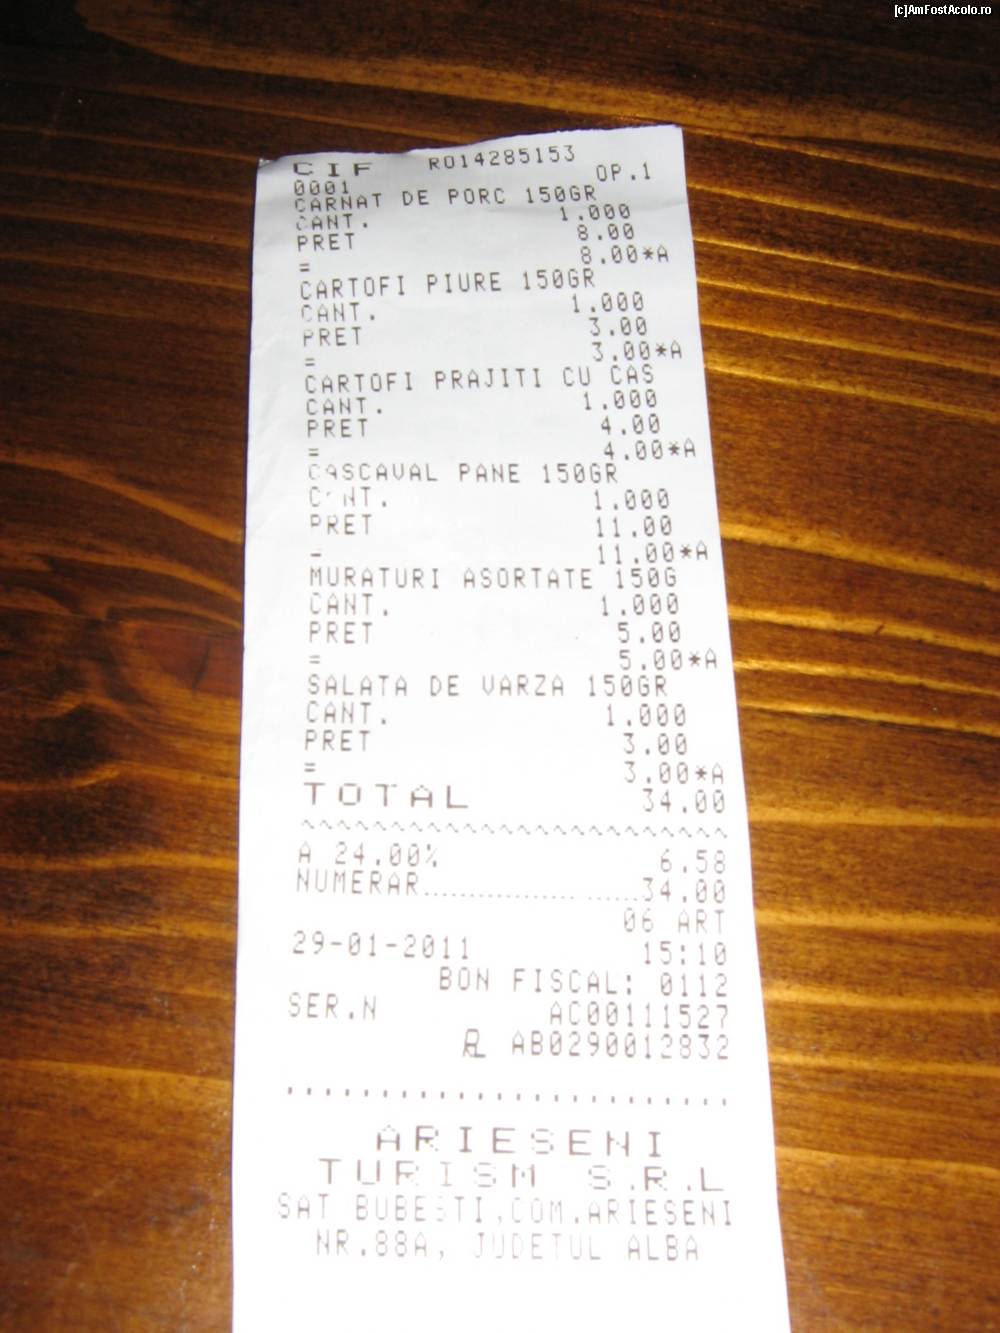 [c]AmFostAcolo.ro
CIF RO14285153
0001 OP.1
CARNAT DE PORC 150GR
CANT. 1.000
PRET 8.00
= 8.00*A
CARTOFI PIURE 150GR
CANT. 1.000
PRET 3.00
= 3.00*A
CARTOFI PRAJITI CU CAS
CANT. 1.000
PRET 4.00
= 4.00*A
CASCAVAL PANE 150GR
CANT. 1.000
PRET 11.00
= 11.00*A
MURATURI ASORTATE 150G
CANT. 1.000
PRET 5.00
= 5.00*A
SALATA DE VARZA 150GR
CANT. 1.000
PRET 3.00
= 3.00*A
TOTAL 34.00
^^^^^^^^^^^^^^^^^^^^^^^^
A 24.00% 6.58
NUMERAR....................34.00
06 ART
29-01-2011 15:10
BON FISCAL: 0112
SER.N AC00111527
AB0290012832
........................
ARIESENI
TURISM S.R.L
SAT BUBESTI,COM.ARIESENI
NR.88A, JUDETUL ALBA